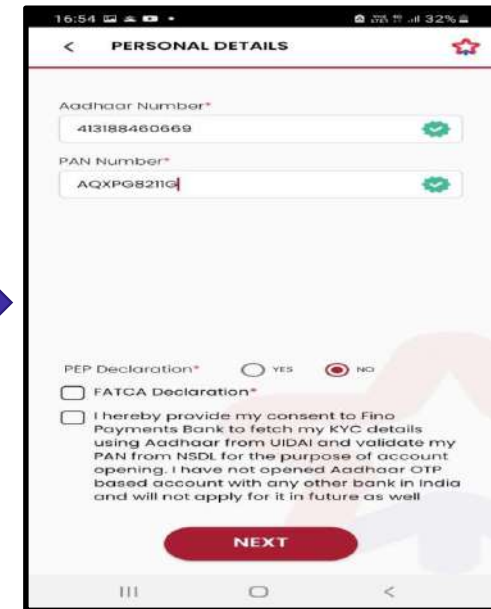 16:54 32%
PERSONAL DETAILS
Aadhaar Number*
413188460669
PAN Number*
AQXPG8211G
PEP Declaration* YES NO
FATCA Declaration*
I hereby provide my consent to Fino
Payments Bank to fetch my KYC details
using Aadhaar from UIDAI and validate my
PAN from NSDL for the purpose of account
opening. I have not opened Aadhaar OTP
based account with any other bank in India
and will not apply for it in future as well
NEXT